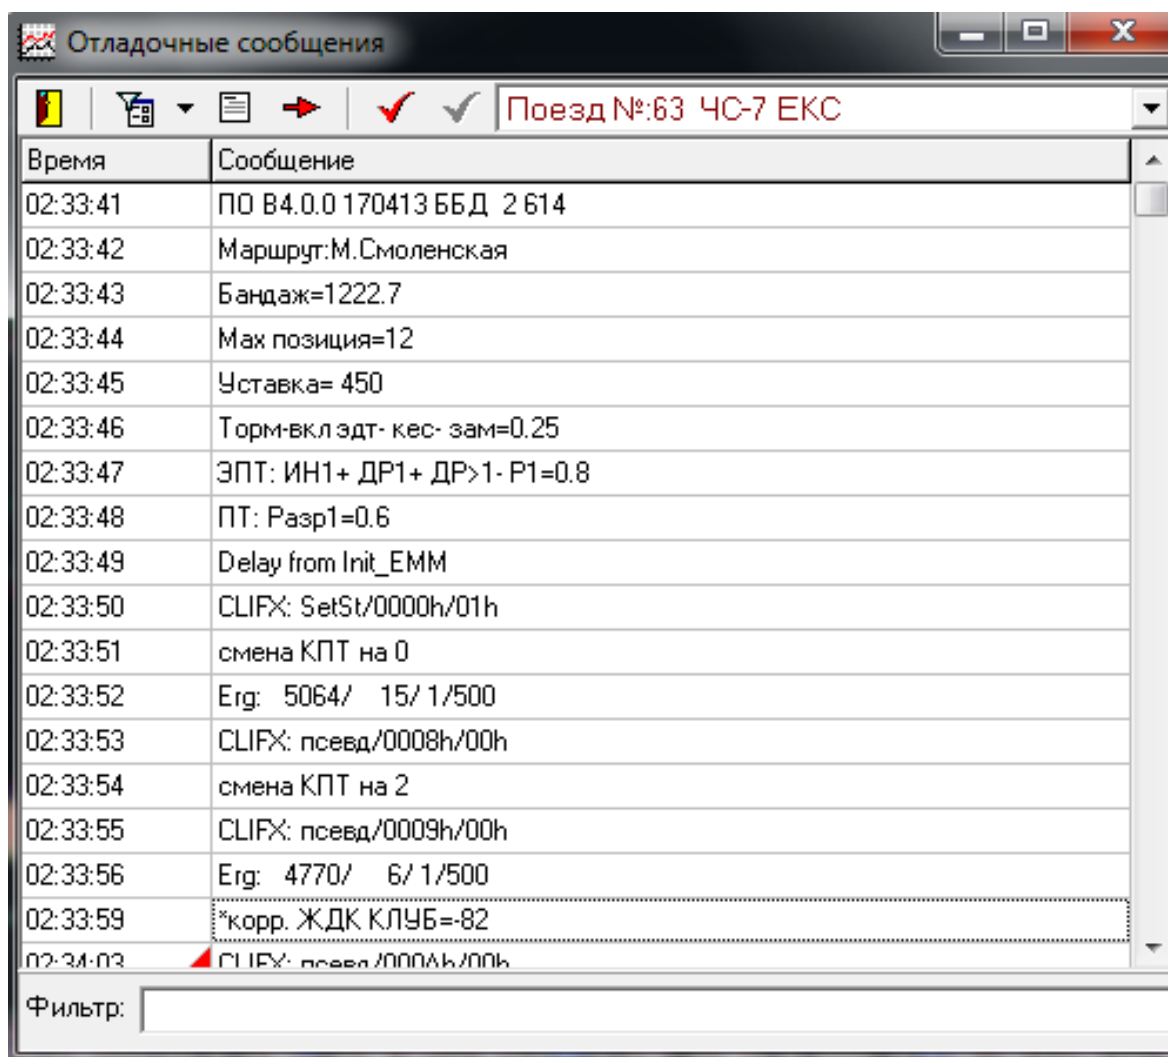 Отладочные сообщения
Поезд №:63 ЧС-7 ЕКС
Время Сообщение
02:33:41 ПО В4.0.0 170413 ББД 2 614
02:33:42 Маршрут:М.Смоленская
02:33:43 Бандаж=1222.7
02:33:44 Мах позиция=12
02:33:45 Уставка= 450
02:33:46 Торм-вкл эдт- кес- зам=0.25
02:33:47 ЭПТ: ИН1+ ДР1+ ДР>1- Р1=0.8
02:33:48 ПТ: Разр1=0.6
02:33:49 Delay from Init_EMM
02:33:50 CLIFX: SetSt/0000h/01h
02:33:51 смена КПТ на 0
02:33:52 Erg: 5064/ 15/ 1/500
02:33:53 CLIFX: псевд/0008h/00h
02:33:54 смена КПТ на 2
02:33:55 CLIFX: псевд/0009h/00h
02:33:56 Erg: 4770/ 6/ 1/500
02:33:59 *корр. ЖДК КЛУБ=-82
02:34:03 CLIFX: псевд/000Ah/00h
Фильтр: